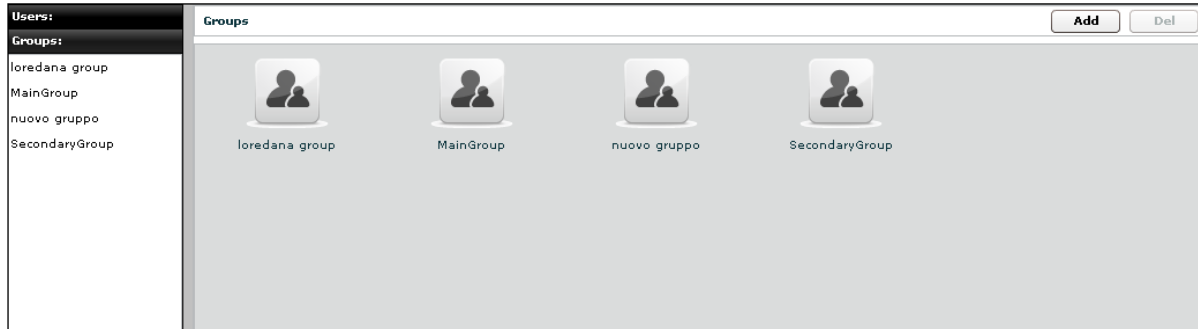 Users:
Groups:
loredana group
MainGroup
nuovo gruppo
SecondaryGroup
Groups
Add
Del
loredana group
MainGroup
nuovo gruppo
SecondaryGroup